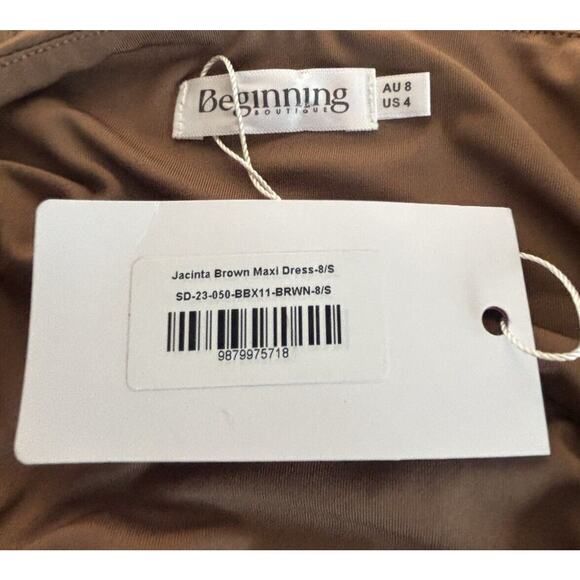 Beginning
BOUTIQUE
AU 8
US 4
Jacinta Brown Maxi Dress-8/S
SD-23-050-BBX11-BRWN-8/S
9879975718